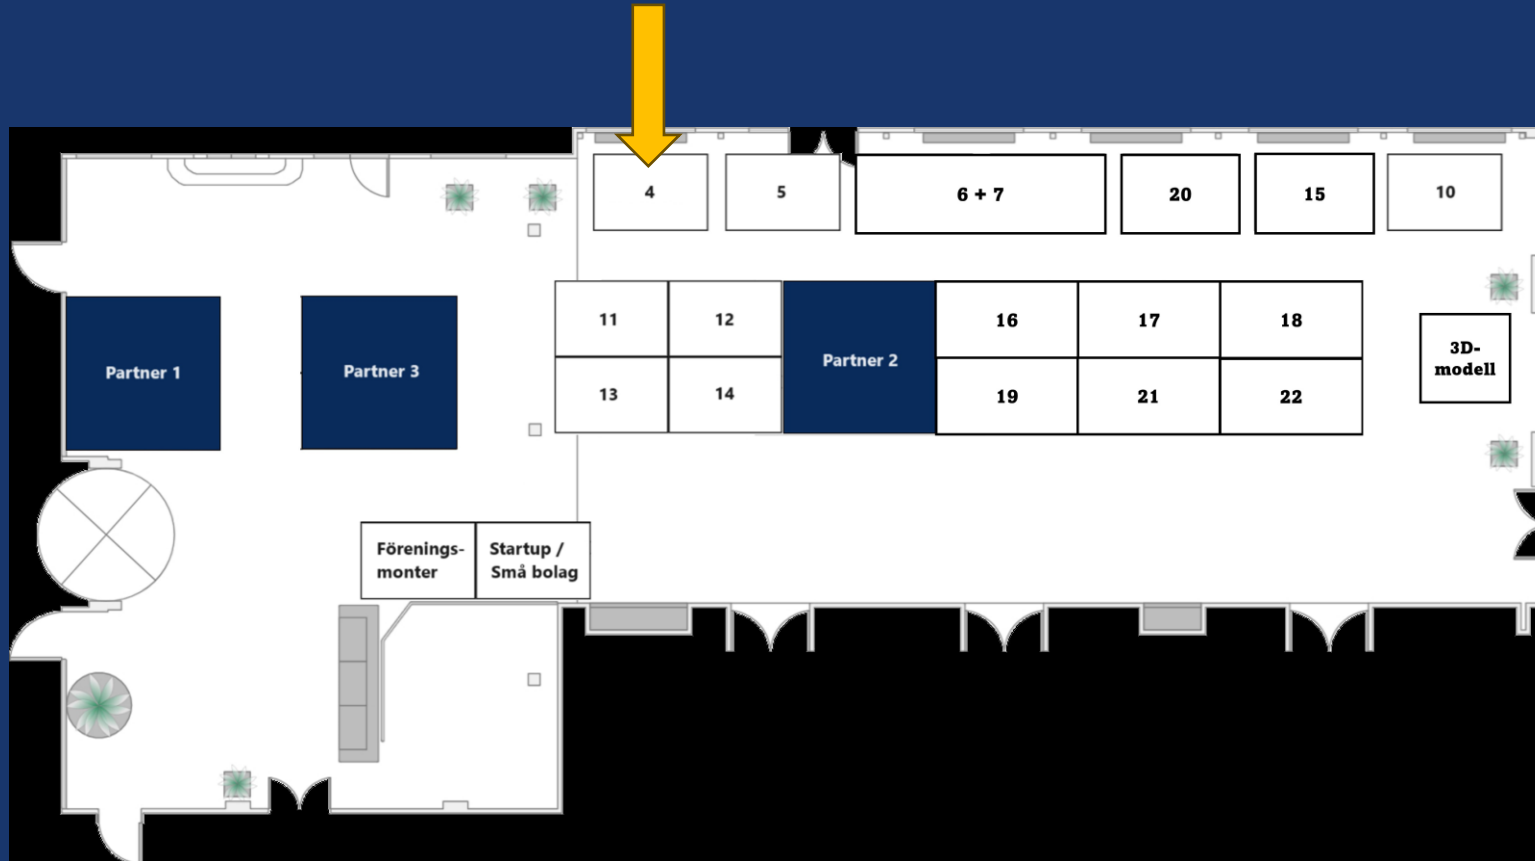 4
5
6 + 7
20
15
10
11
12
16
17
18
Partner 2
Partner 1
Partner 3
13
14
19
21
22
3D-
modell
Förenings-
monter
Startup /
Små bolag